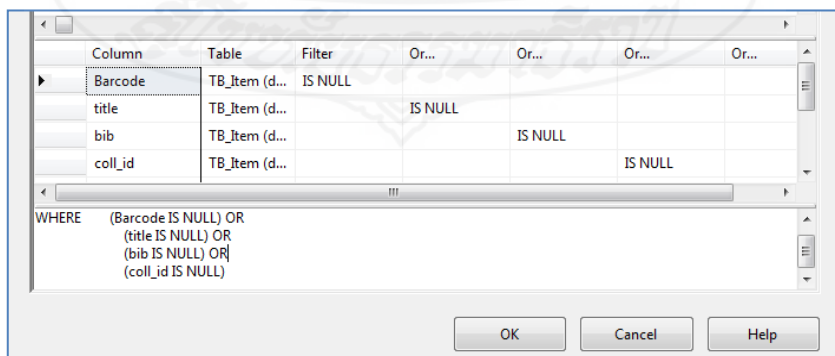 Column Table Filter Or... Or... Or... Or...
Barcode TB_Item (d... IS NULL
title TB_Item (d... IS NULL
bib TB_Item (d... IS NULL
coll_id TB_Item (d... IS NULL
WHERE (Barcode IS NULL) OR
(title IS NULL) OR
(bib IS NULL) OR
(coll_id IS NULL)
OK Cancel Help